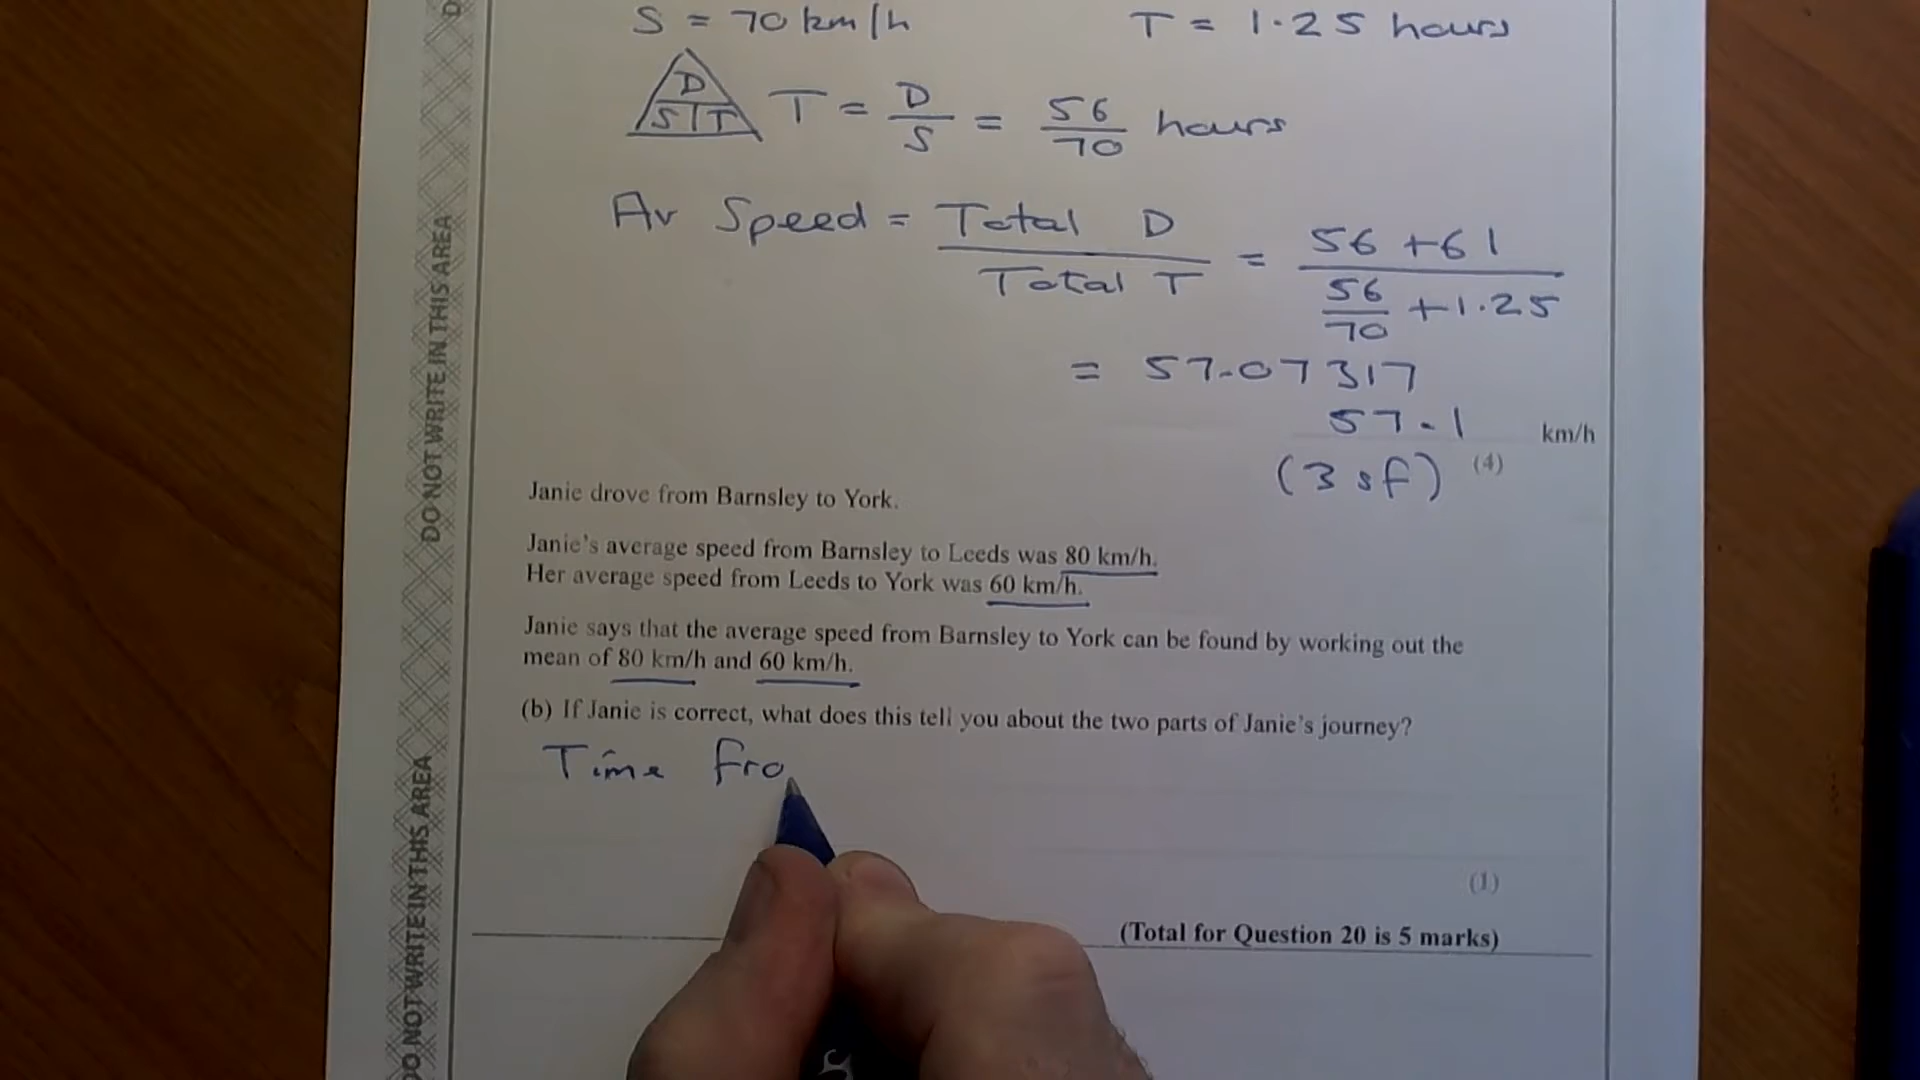 S = 70 km/h T = 1.25 hours
D
S T
T = D/S = 56/70 hours
Av Speed = Total D / Total T = 56 + 61 / 56/70 + 1.25
= 57.07317
57.1 km/h
(3 sf) (4)
Janie drove from Barnsley to York.
Janie's average speed from Barnsley to Leeds was 80 km/h.
Her average speed from Leeds to York was 60 km/h.
Janie says that the average speed from Barnsley to York can be found by working out the
mean of 80 km/h and 60 km/h.
(b) If Janie is correct, what does this tell you about the two parts of Janie's journey?
Time fro
(1)
(Total for Question 20 is 5 marks)
DO NOT WRITE IN THIS AREA
DO NOT WRITE IN THIS AREA
D